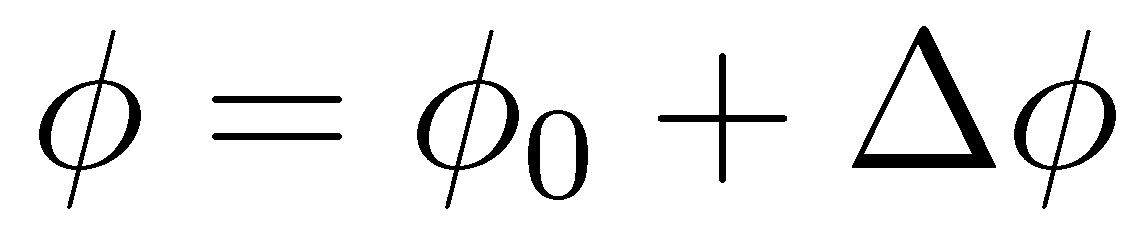 ϕ = ϕ₀ + Δϕ